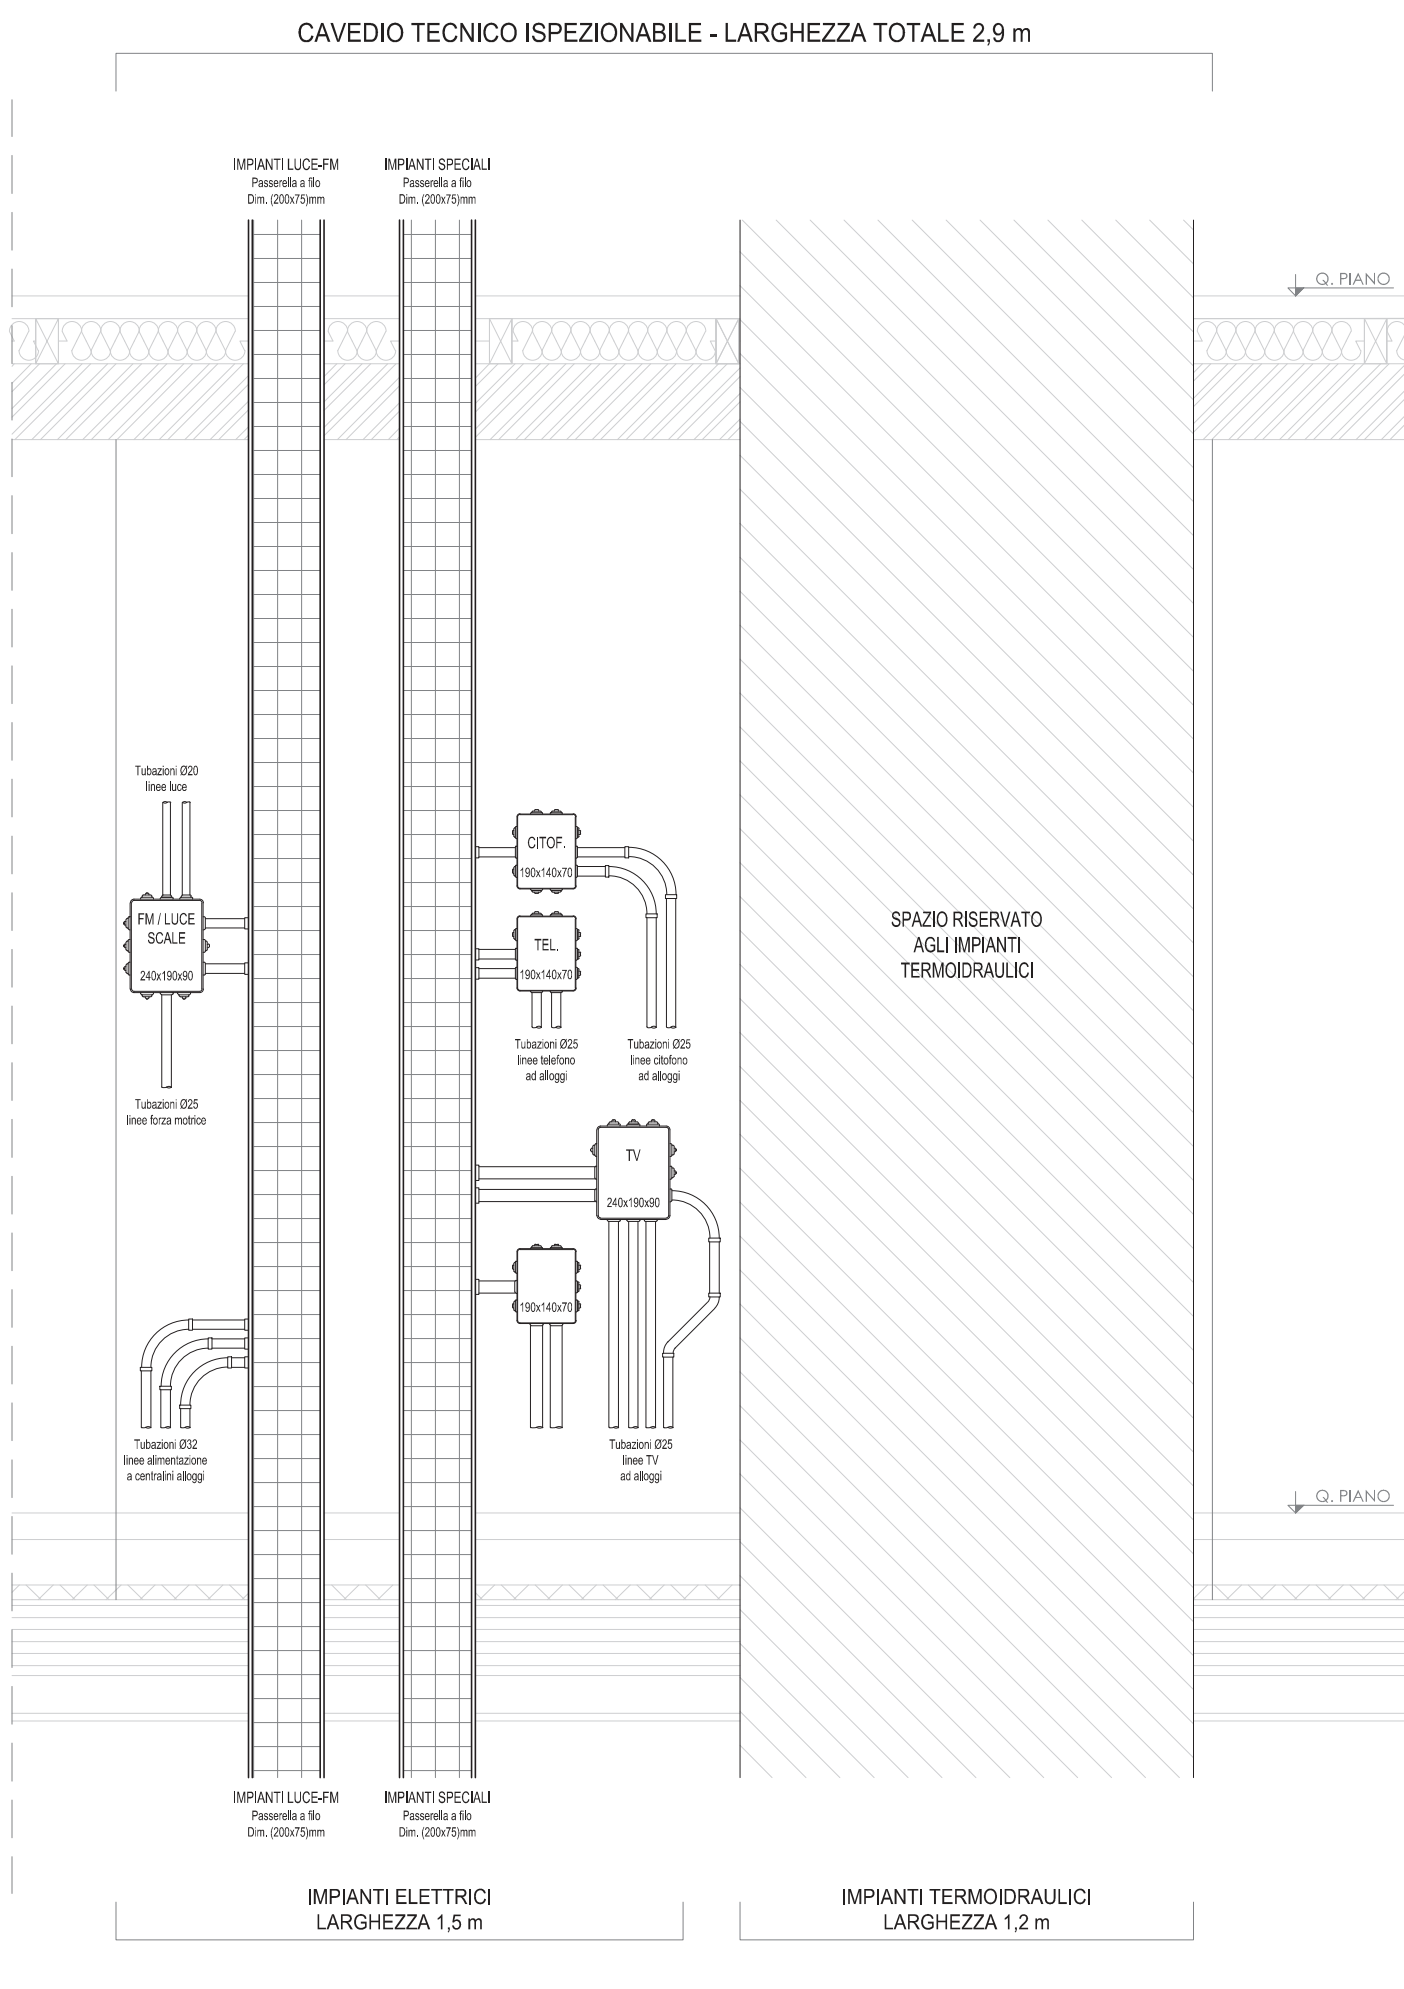 CAVEDIO TECNICO ISPEZIONABILE - LARGHEZZA TOTALE 2,9 m
IMPIANTI LUCE-FM
Passerella a filo
Dim. (200x75)mm
IMPIANTI SPECIALI
Passerella a filo
Dim. (200x75)mm
Q. PIANO
Tubazioni Ø20
linee luce
FM / LUCE
SCALE
240x190x90
Tubazioni Ø25
linee forza motrice
CITOF.
190x140x70
TEL.
190x140x70
Tubazioni Ø25
linee telefono
ad alloggi
Tubazioni Ø25
linee citofono
ad alloggi
SPAZIO RISERVATO
AGLI IMPIANTI
TERMOIDRAULICI
TV
240x190x90
190x140x70
Tubazioni Ø32
linee alimentazione
a centralini alloggi
Tubazioni Ø25
linee TV
ad alloggi
Q. PIANO
IMPIANTI LUCE-FM
Passerella a filo
Dim. (200x75)mm
IMPIANTI SPECIALI
Passerella a filo
Dim. (200x75)mm
IMPIANTI ELETTRICI
LARGHEZZA 1,5 m
IMPIANTI TERMOIDRAULICI
LARGHEZZA 1,2 m